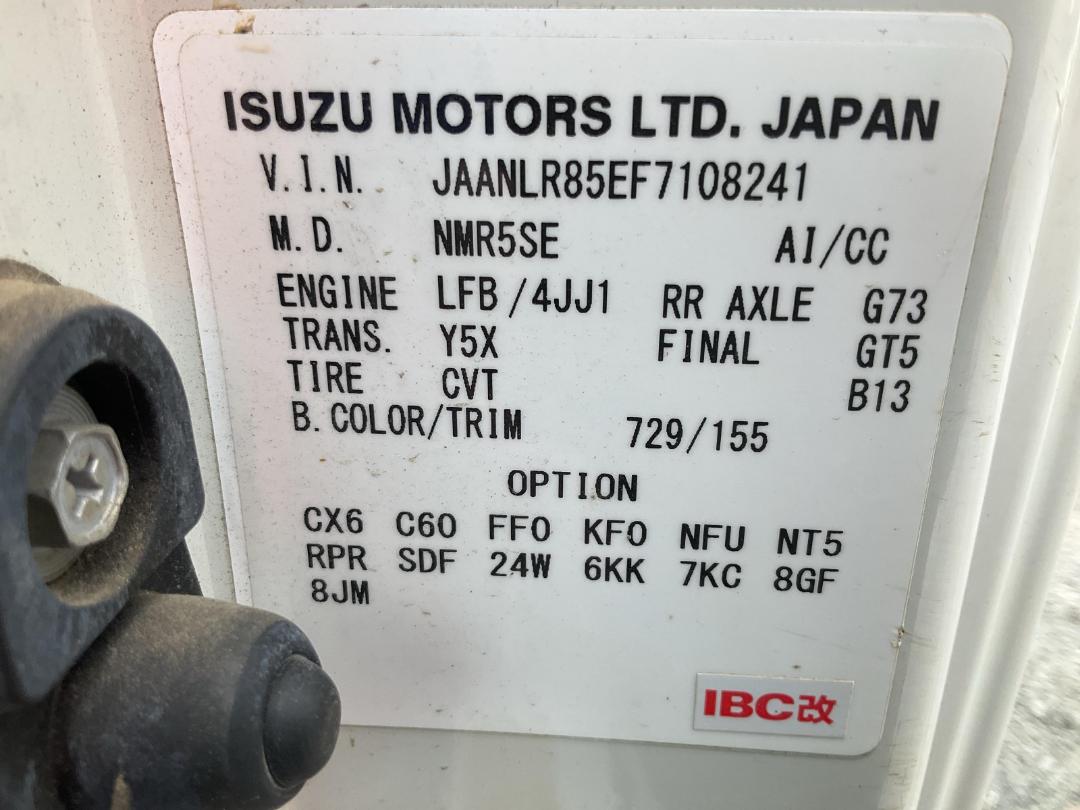 ISUZU MOTORS LTD. JAPAN
V.I.N. JAANLR85EF7108241
M.D. NMR5SE AI/CC
ENGINE LFB/4JJ1 RR AXLE G73
TRANS. Y5X FINAL GT5
TIRE CVT B13
B.COLOR/TRIM 729/155
OPTION
CX6 C60 FF0 KF0 NFU NT5
RPR SDF 24W 6KK 7KC 8GF
8JM
IBC改